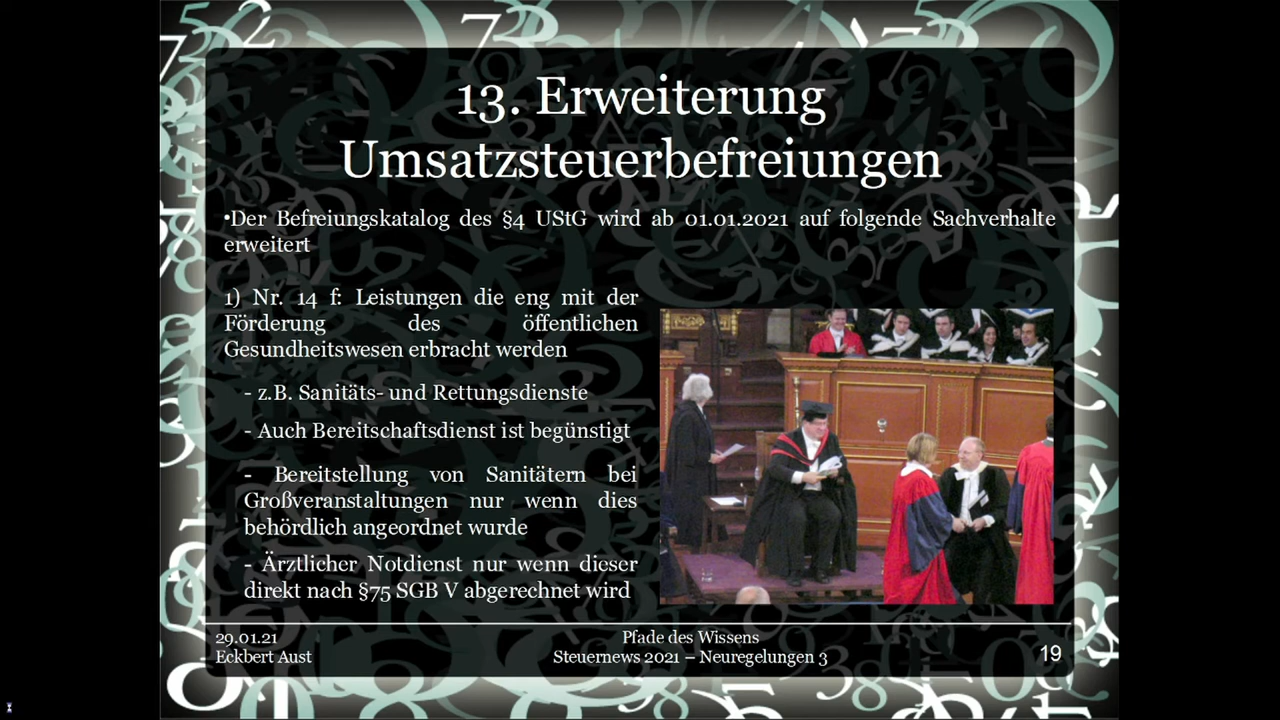 13. Erweiterung
Umsatzsteuerbefreiungen
•Der Befreiungskatalog des §4 UStG wird ab 01.01.2021 auf folgende Sachverhalte
erweitert
1) Nr. 14 f: Leistungen die eng mit der
Förderung des öffentlichen
Gesundheitswesen erbracht werden
- z.B. Sanitäts- und Rettungsdienste
- Auch Bereitschaftsdienst ist begünstigt
- Bereitstellung von Sanitätern bei
Großveranstaltungen nur wenn dies
behördlich angeordnet wurde
- Ärztlicher Notdienst nur wenn dieser
direkt nach §75 SGB V abgerechnet wird
29.01.21
Eckbert Aust
Pfade des Wissens
Steuernews 2021 – Neuregelungen 3
19